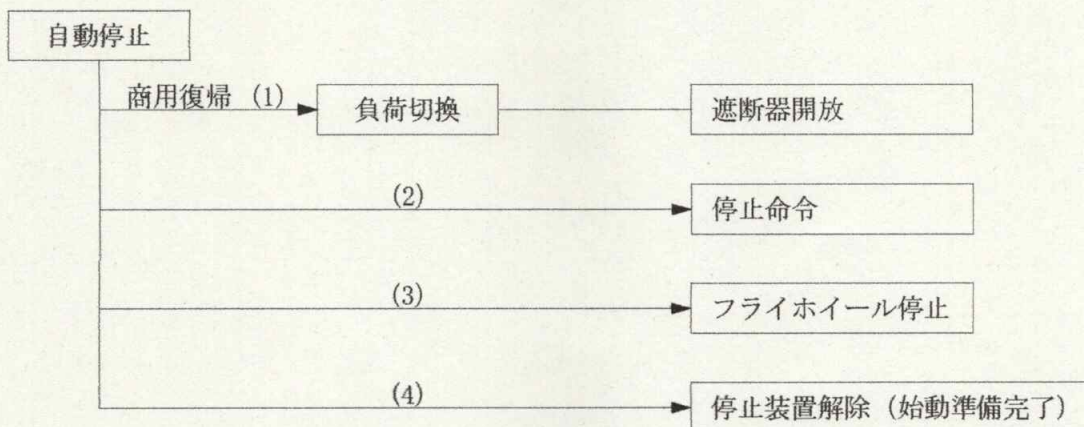 自動停止
商用復帰 (1)
負荷切換
遮断器開放
(2)
停止命令
(3)
フライホイール停止
(4)
停止装置解除 (始動準備完了)